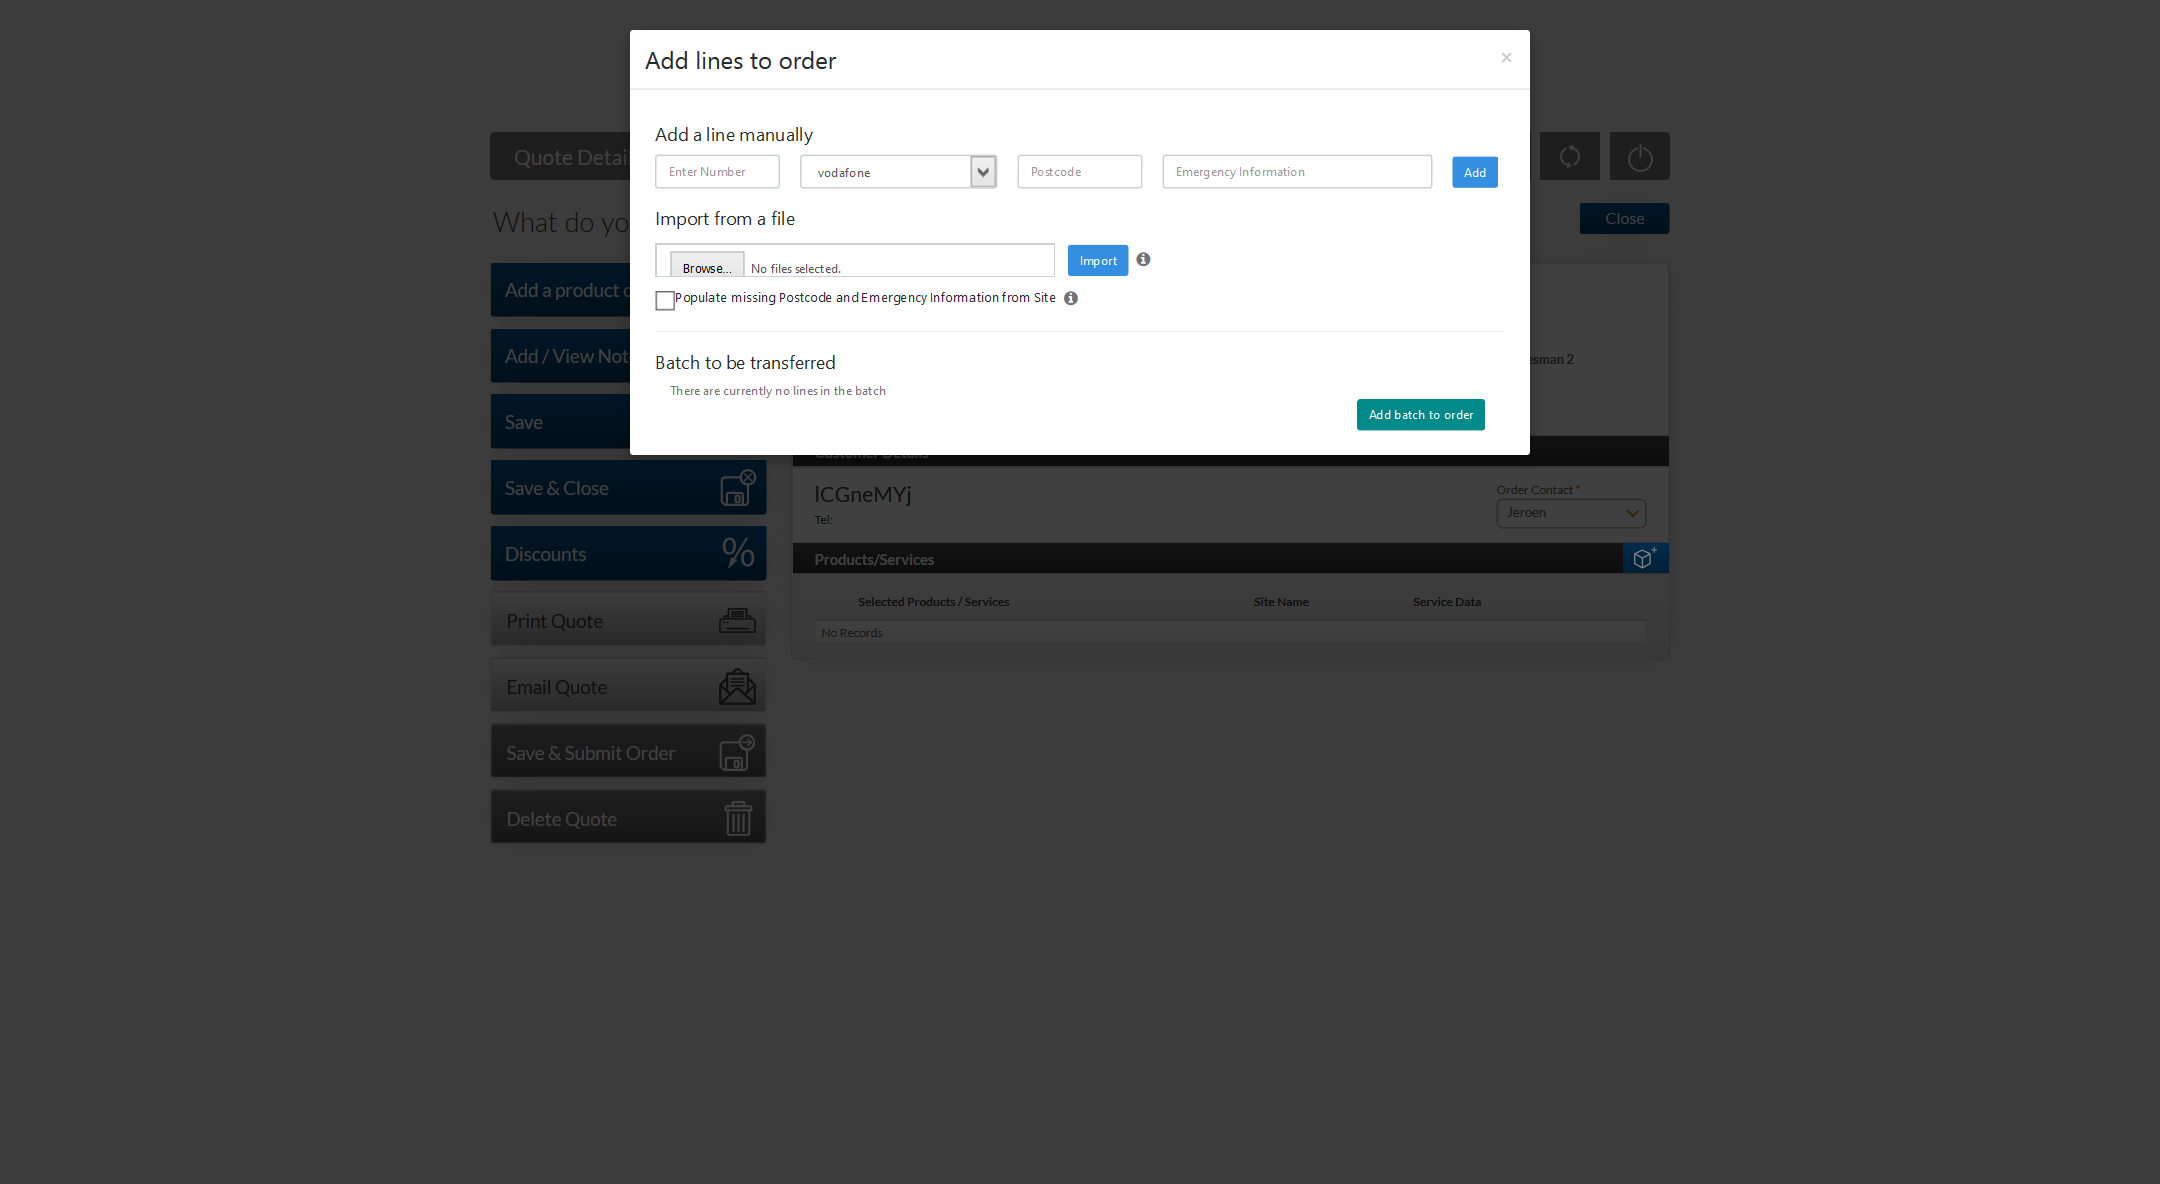 Add lines to order
×
Add a line manually
Enter Number
vodafone
Postcode
Emergency Information
Add
Import from a file
Browse...
No files selected.
Import
Populate missing Postcode and Emergency Information from Site
Batch to be transferred
There are currently no lines in the batch
Add batch to order
Quote Detai
What do yo
Close
Add a product o
Add / View Not
Save
Save & Close
Discounts
Print Quote
Email Quote
Save & Submit Order
Delete Quote
esman 2
Customer Details
lCGneMYj
Tel:
Order Contact *
Jeroen
Products/Services
Selected Products / Services
Site Name
Service Data
No Records